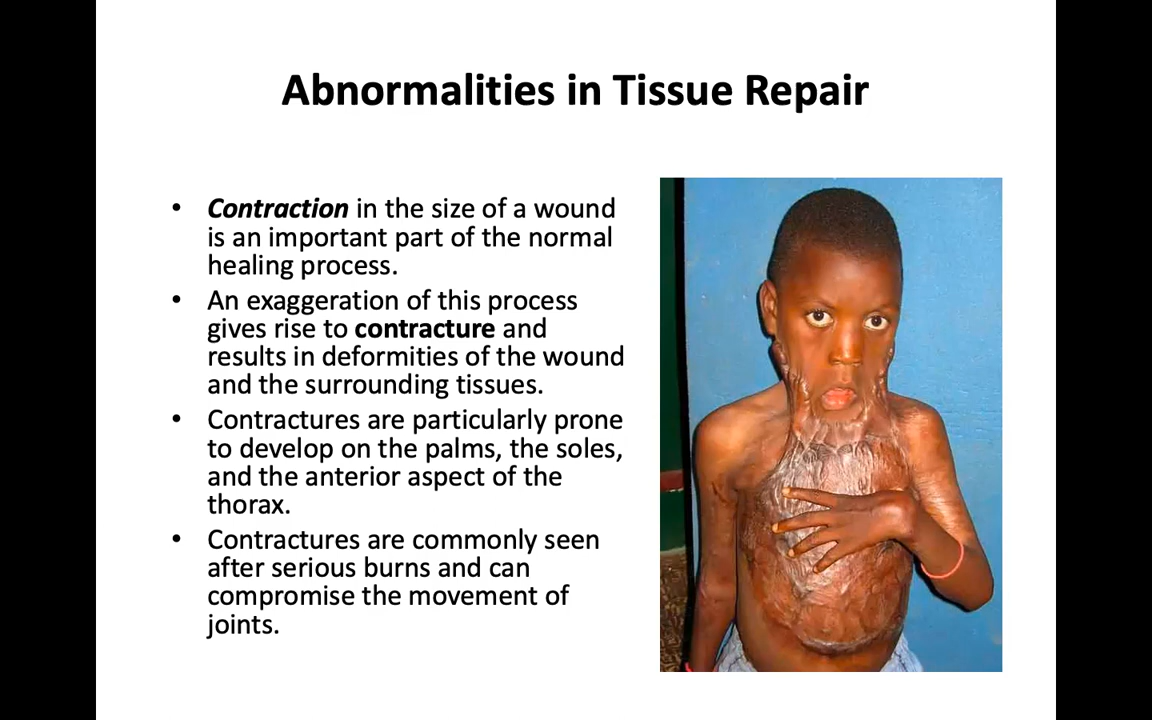 Abnormalities in Tissue Repair
• Contraction in the size of a wound
is an important part of the normal
healing process.
• An exaggeration of this process
gives rise to contracture and
results in deformities of the wound
and the surrounding tissues.
• Contractures are particularly prone
to develop on the palms, the soles,
and the anterior aspect of the
thorax.
• Contractures are commonly seen
after serious burns and can
compromise the movement of
joints.